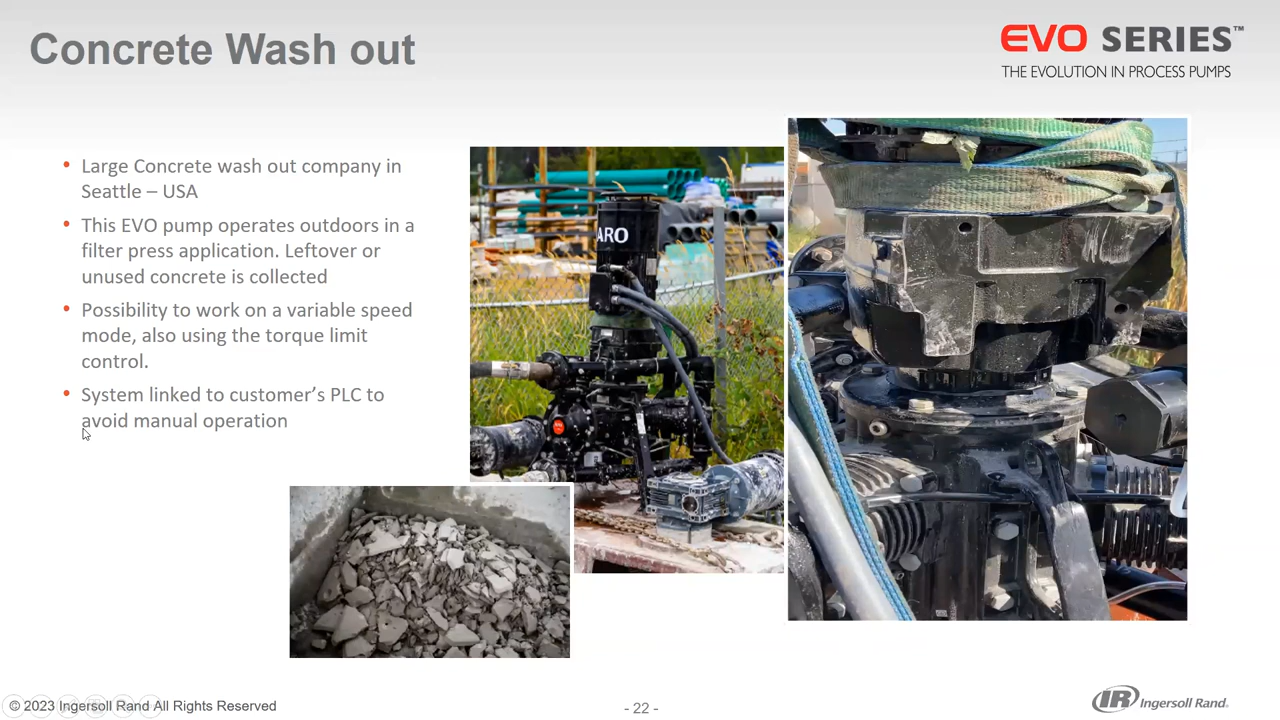 Concrete Wash out
EVO SERIES™
THE EVOLUTION IN PROCESS PUMPS
• Large Concrete wash out company in
Seattle – USA
• This EVO pump operates outdoors in a
filter press application. Leftover or
unused concrete is collected
• Possibility to work on a variable speed
mode, also using the torque limit
control.
• System linked to customer's PLC to
avoid manual operation
ARO
© 2023 Ingersoll Rand All Rights Reserved
- 22 -
IR Ingersoll Rand®